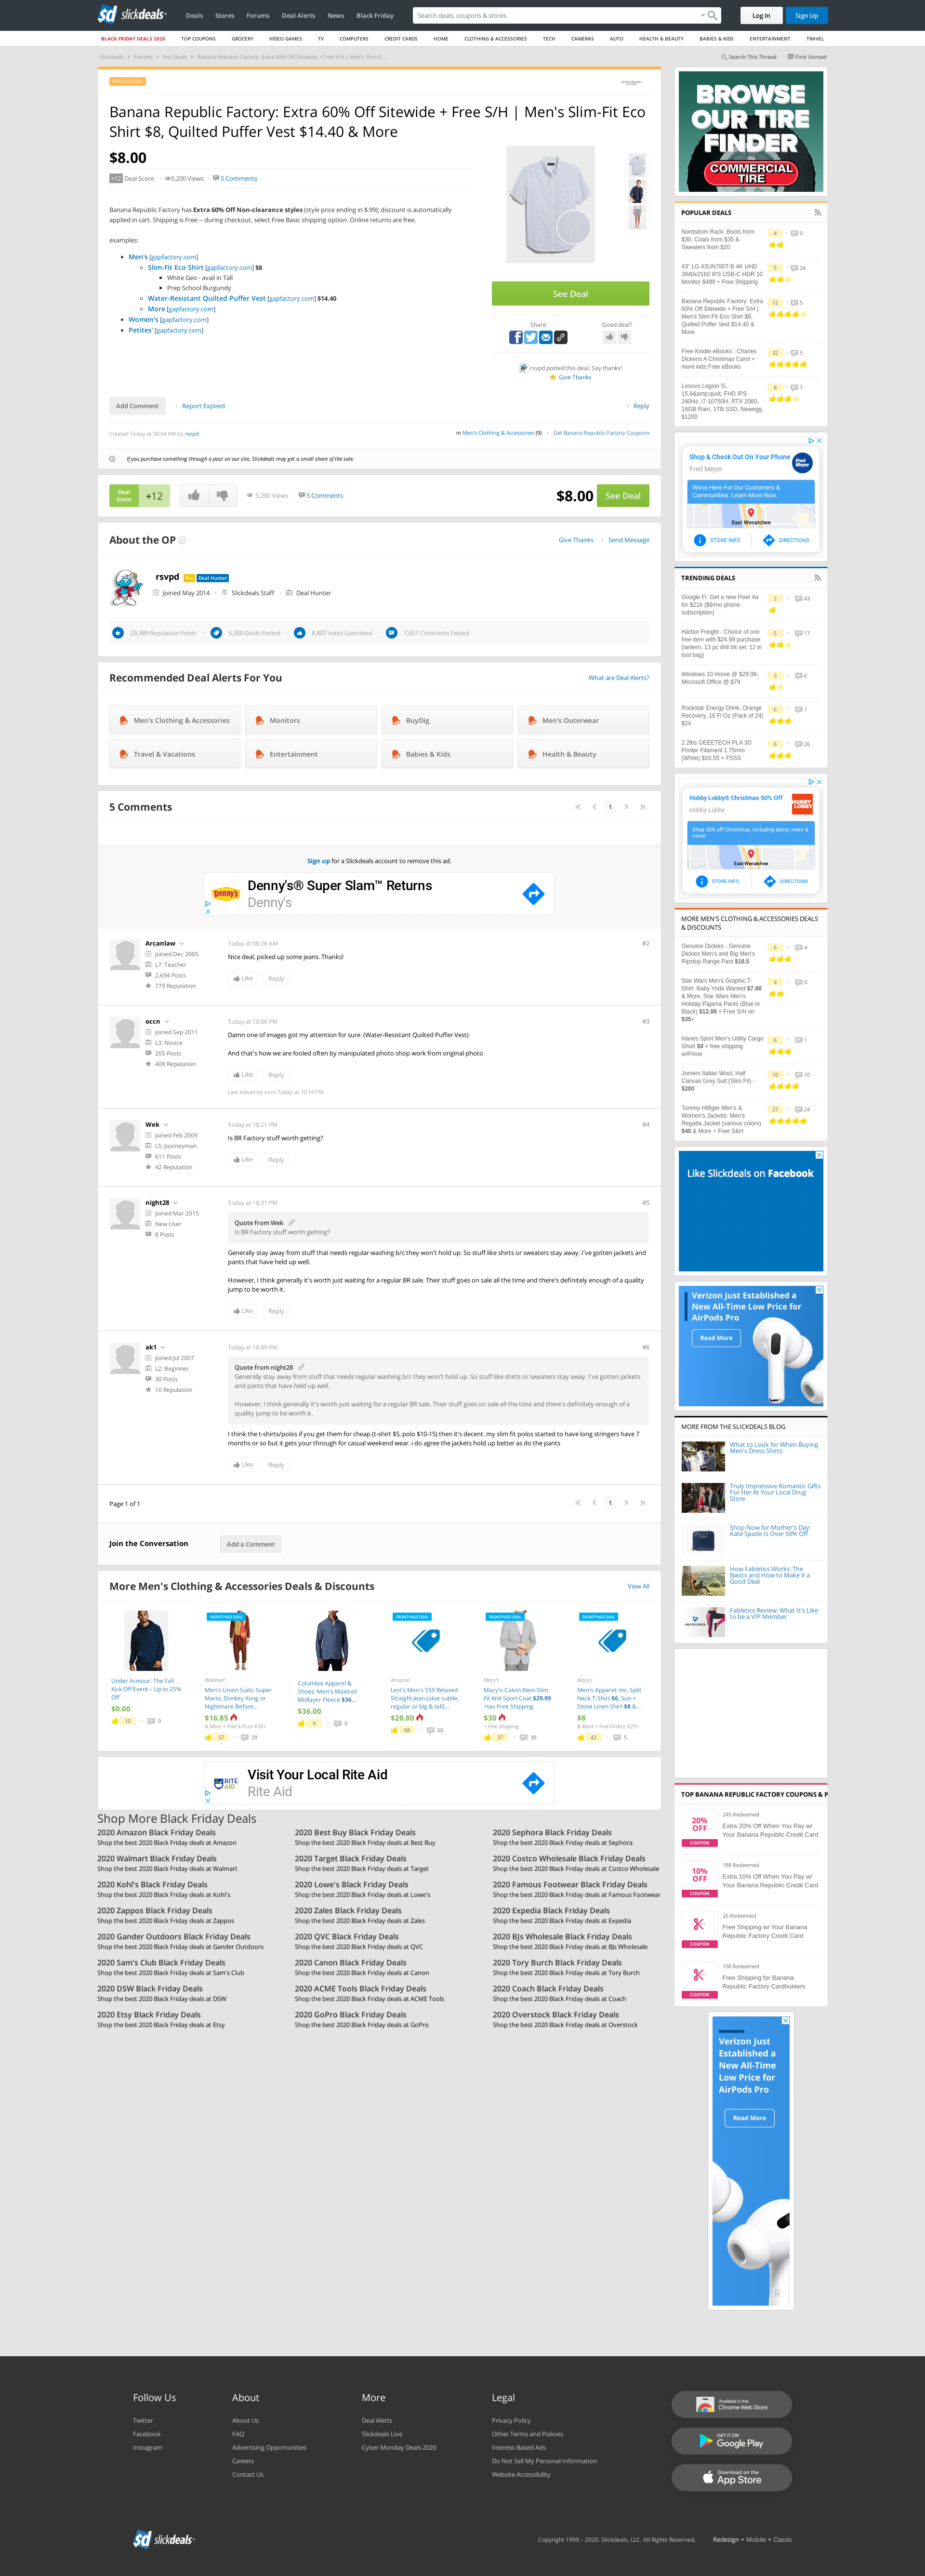 slickdeals
Deals Stores Forums Deal Alerts News Black Friday
Search deals, coupons & stores
Log In Sign Up
BLACK FRIDAY DEALS 2020 TOP COUPONS GROCERY VIDEO GAMES TV COMPUTERS CREDIT CARDS HOME CLOTHING & ACCESSORIES TECH CAMERAS AUTO HEALTH & BEAUTY BABIES & KIDS ENTERTAINMENT TRAVEL
Slickdeals › Forums › Hot Deals › Banana Republic Factory: Extra 60% Off Sitewide + Free S/H | Men's Slim-F...
Search This Thread First Unread
POPULAR DEAL
Banana Republic Factory: Extra 60% Off Sitewide + Free S/H | Men's Slim-Fit Eco
Shirt $8, Quilted Puffer Vest $14.40 & More
$8.00
+12 Deal Score · 5,200 Views · 5 Comments
Banana Republic Factory has Extra 60% Off Non-clearance styles (style price ending in $.99); discount is automatically
applied in cart. Shipping is Free -- during checkout, select Free Basic shipping option. Online returns are free.
examples:
Men's [gapfactory.com]
Slim-Fit Eco Shirt [gapfactory.com] $8
White Geo - avail in Tall
Prep School Burgundy
Water-Resistant Quilted Puffer Vest [gapfactory.com] $14.40
More [gapfactory.com]
Women's [gapfactory.com]
Petites' [gapfactory.com]
See Deal
Share Good deal?
rsvpd posted this deal. Say thanks!
Give Thanks
Add Comment · Report Expired
· Reply
Created Today at 08:04 AM by rsvpd
in Men's Clothing & Accessories (9) · Get Banana Republic Factory Coupons
If you purchase something through a post on our site, Slickdeals may get a small share of the sale.
Deal Score +12
5,200 Views · 5 Comments
$8.00 See Deal
About the OP
Give Thanks · Send Message
rsvpd Pro Deal Hunter
Joined May 2014 · Slickdeals Staff · Deal Hunter
29,389 Reputation Points · 5,300 Deals Posted · 8,807 Votes Submitted · 7,651 Comments Posted
Recommended Deal Alerts For You
What are Deal Alerts?
Men's Clothing & Accessories Monitors BuyDig Men's Outerwear
Travel & Vacations Entertainment Babies & Kids Health & Beauty
5 Comments
1
Sign up for a Slickdeals account to remove this ad.
Denny's
Denny's® Super Slam™ Returns
Denny's
Arcanlaw
Joined Dec 2005
L7: Teacher
2,694 Posts
779 Reputation
Today at 08:28 AM
#2
Nice deal, picked up some jeans. Thanks!
Like Reply
occn
Joined Sep 2011
L3: Novice
205 Posts
408 Reputation
Today at 10:08 PM
#3
Damn one of images got my attention for sure. (Water-Resistant Quilted Puffer Vest)
And that's how we are fooled often by manipulated photo shop work from original photo
Like Reply
Last edited by occn Today at 10:14 PM.
Wek
Joined Feb 2009
L5: Journeyman
611 Posts
42 Reputation
Today at 10:21 PM
#4
Is BR Factory stuff worth getting?
Like Reply
night28
Joined Mar 2015
New User
8 Posts
Today at 10:31 PM
#5
Quote from Wek
Is BR Factory stuff worth getting?
Generally stay away from stuff that needs regular washing b/c they won't hold up. So stuff like shirts or sweaters stay away. I've gotten jackets and
pants that have held up well.
However, I think generally it's worth just waiting for a regular BR sale. Their stuff goes on sale all the time and there's definitely enough of a quality
jump to be worth it.
Like Reply
ak1
Joined Jul 2007
L2: Beginner
30 Posts
10 Reputation
Today at 10:49 PM
#6
Quote from night28
Generally stay away from stuff that needs regular washing b/c they won't hold up. So stuff like shirts or sweaters stay away. I've gotten jackets
and pants that have held up well.
However, I think generally it's worth just waiting for a regular BR sale. Their stuff goes on sale all the time and there's definitely enough of a
quality jump to be worth it.
I think the t-shirts/polos if you get them for cheap (t-shirt $5, polo $10-15) then it's decent. my slim fit polos started to have long stringers have 7
months or so but it gets your through for casual weekend wear. i do agree the jackets hold up better as do the pants
Like Reply
Page 1 of 1
1
Join the Conversation Add a Comment
More Men's Clothing & Accessories Deals & Discounts
View All
Under Armour: The Fall
Kick Off Event – Up to 25%
Off
$0.00
10 · 0
FRONTPAGE DEAL
Walmart
Men's Union Suits: Super
Mario, Donkey Kong or
Nightmare Before...
$16.85
& More + Free S/H on $35+
57 · 29
Columbia Apparel &
Shoes: Men's Maxtrail
Midlayer Fleece $36,...
$36.00
9 · 0
FRONTPAGE DEAL
Amazon
Levi's Men's 559 Relaxed
Straight Jean (aloe subtle,
regular or big & tall)...
$20.80
68 · 60
FRONTPAGE DEAL
Macy's
Macy's-Calvin Klein Slim
Fit Knit Sport Coat $29.99
+tax Free Shipping
$30
+ Free Shipping
37 · 30
FRONTPAGE DEAL
Macy's
Men's Apparel: Inc. Split
Neck T-Shirt $6, Sun +
Stone Linen Shirt $8 &...
$8
& More + Free Orders $25+
42 · 5
RITE AID
Visit Your Local Rite Aid
Rite Aid
Shop More Black Friday Deals
2020 Amazon Black Friday Deals
Shop the best 2020 Black Friday deals at Amazon
2020 Best Buy Black Friday Deals
Shop the best 2020 Black Friday deals at Best Buy
2020 Sephora Black Friday Deals
Shop the best 2020 Black Friday deals at Sephora
2020 Walmart Black Friday Deals
Shop the best 2020 Black Friday deals at Walmart
2020 Target Black Friday Deals
Shop the best 2020 Black Friday deals at Target
2020 Costco Wholesale Black Friday Deals
Shop the best 2020 Black Friday deals at Costco Wholesale
2020 Kohl's Black Friday Deals
Shop the best 2020 Black Friday deals at Kohl's
2020 Lowe's Black Friday Deals
Shop the best 2020 Black Friday deals at Lowe's
2020 Famous Footwear Black Friday Deals
Shop the best 2020 Black Friday deals at Famous Footwear
2020 Zappos Black Friday Deals
Shop the best 2020 Black Friday deals at Zappos
2020 Zales Black Friday Deals
Shop the best 2020 Black Friday deals at Zales
2020 Expedia Black Friday Deals
Shop the best 2020 Black Friday deals at Expedia
2020 Gander Outdoors Black Friday Deals
Shop the best 2020 Black Friday deals at Gander Outdoors
2020 QVC Black Friday Deals
Shop the best 2020 Black Friday deals at QVC
2020 BJs Wholesale Black Friday Deals
Shop the best 2020 Black Friday deals at BJs Wholesale
2020 Sam's Club Black Friday Deals
Shop the best 2020 Black Friday deals at Sam's Club
2020 Canon Black Friday Deals
Shop the best 2020 Black Friday deals at Canon
2020 Tory Burch Black Friday Deals
Shop the best 2020 Black Friday deals at Tory Burch
2020 DSW Black Friday Deals
Shop the best 2020 Black Friday deals at DSW
2020 ACME Tools Black Friday Deals
Shop the best 2020 Black Friday deals at ACME Tools
2020 Coach Black Friday Deals
Shop the best 2020 Black Friday deals at Coach
2020 Etsy Black Friday Deals
Shop the best 2020 Black Friday deals at Etsy
2020 GoPro Black Friday Deals
Shop the best 2020 Black Friday deals at GoPro
2020 Overstock Black Friday Deals
Shop the best 2020 Black Friday deals at Overstock
BROWSE
OUR TIRE
FINDER
COMMERCIAL
TIRE
POPULAR DEALS
Nordstrom Rack: Boots from
$30, Coats from $35 &
Sweaters from $20
4 · 0
43" LG 43UN700T-B 4K UHD
3840x2160 IPS USB-C HDR 10
Monitor $499 + Free Shipping
5 · 24
Banana Republic Factory: Extra
60% Off Sitewide + Free S/H |
Men's Slim-Fit Eco Shirt $8,
Quilted Puffer Vest $14.40 &
More
12 · 5
Free Kindle eBooks : Charles
Dickens A Christmas Carol +
more kids Free eBooks
32 · 5
Lenovo Legion 5i,
15.6&amp;quot; FHD IPS
240Hz, i7-10750H, RTX 2060,
16GB Ram, 1TB SSD, Newegg,
$1200
8 · 7
Shop & Check Out On Your Phone
Fred Meyer
Fred Meyer
We're Here For Our Customers &
Communities. Learn More Now.
East Wenatchee
STORE INFO DIRECTIONS
TRENDING DEALS
Google Fi: Get a new Pixel 4a
for $216 ($9/mo phone
subscription)
2 · 43
Harbor Freight - Choice of one
free item with $24.99 purchase
(lantern, 13 pc drill bit set, 12 in
tool bag)
5 · 17
Windows 10 Home @ $29.99,
Microsoft Office @ $79
3 · 6
Rockstar Energy Drink, Orange
Recovery, 16 Fl Oz (Pack of 24)
$24
6 · 1
2.2lbs GEEETECH PLA 3D
Printer Filament 1.75mm
(White) $16.55 + FSSS
6 · 26
Hobby Lobby® Christmas 50% Off
Hobby Lobby
HOBBY
LOBBY
Shop 50% off Christmas, including decor, trees &
more!
East Wenatchee
STORE INFO DIRECTIONS
MORE MEN'S CLOTHING & ACCESSORIES DEALS
& DISCOUNTS
Genuine Dickies - Genuine
Dickies Men's and Big Men's
Ripstop Range Pant $18.5
6 · 4
Star Wars Men's Graphic T-
Shirt: Baby Yoda Wanted $7.88
& More, Star Wars Men's
Holiday Pajama Pants (Blue or
Black) $12.98 + Free S/H on
$35+
4 · 0
Hanes Sport Men's Utility Cargo
Short $9 + free shipping
w/Prime
6 · 1
Jomers Italian Wool, Half
Canvas Grey Suit (Slim Fit) -
$200
10 · 10
Tommy Hilfiger Men's &
Women's Jackets: Men's
Regatta Jacket (various colors)
$40 & More + Free S&H
27 · 24
Like Slickdeals on Facebook
Verizon Just Established a
New All-Time Low Price for
AirPods Pro
Read More
MORE FROM THE SLICKDEALS BLOG
What to Look for When Buying
Men's Dress Shirts
Truly Impressive Romantic Gifts
For Her At Your Local Drug
Store
Shop Now for Mother's Day:
Kate Spade Is Over 50% Off
How Fabletics Works: The
Basics and How to Make it a
Good Deal
Fabletics Review: What It's Like
to be a VIP Member
TOP BANANA REPUBLIC FACTORY COUPONS & P
20%
OFF
COUPON
245 Redeemed
Extra 20% Off When You Pay w/
Your Banana Republic Credit Card
10%
OFF
COUPON
188 Redeemed
Extra 10% Off When You Pay w/
Your Banana Republic Credit Card
COUPON
26 Redeemed
Free Shipping w/ Your Banana
Republic Factory Credit Card
COUPON
100 Redeemed
Free Shipping for Banana
Republic Factory Cardholders
Verizon Just
Established a
New All-Time
Low Price for
AirPods Pro
Read More
R
Follow Us
Twitter
Facebook
Instagram
About
About Us
FAQ
Advertising Opportunities
Careers
Contact Us
More
Deal Alerts
Slickdeals Live
Cyber Monday Deals 2020
Legal
Privacy Policy
Other Terms and Policies
Interest-Based Ads
Do Not Sell My Personal Information
Website Accessibility
Available in the
Chrome Web Store
GET IT ON
Google Play
Download on the
App Store
slickdeals
Copyright 1999 – 2020. Slickdeals, LLC. All Rights Reserved. Redesign • Mobile • Classic